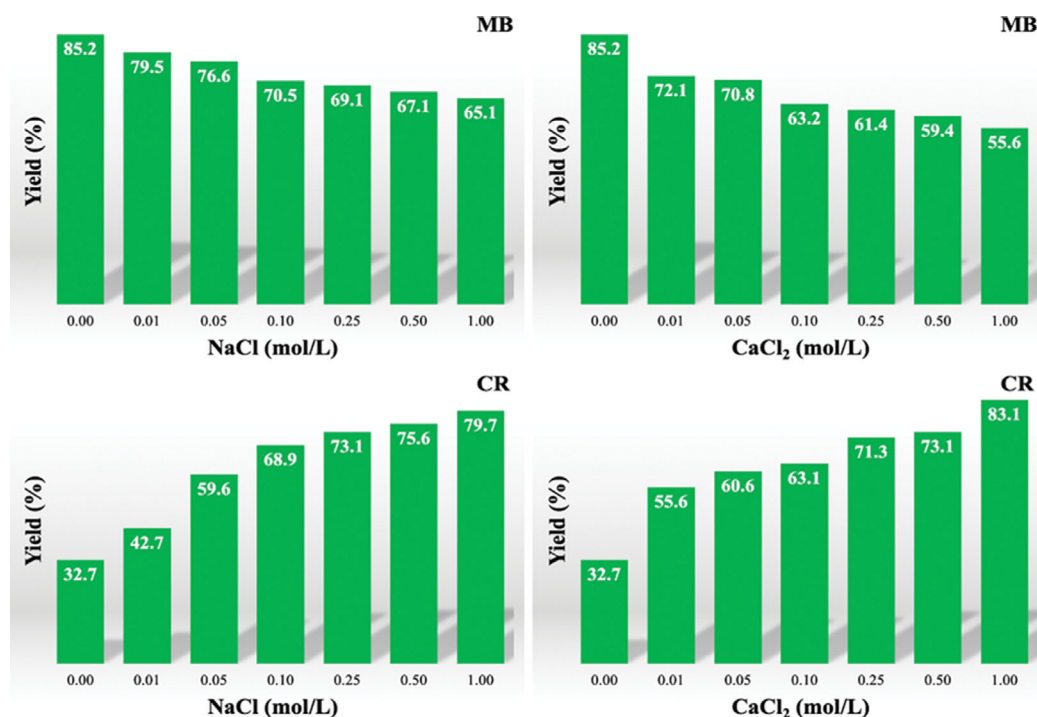 MB
Yield (%)
85.2 79.5 76.6 70.5 69.1 67.1 65.1
0.00 0.01 0.05 0.10 0.25 0.50 1.00
NaCl (mol/L)
MB
Yield (%)
85.2 72.1 70.8 63.2 61.4 59.4 55.6
0.00 0.01 0.05 0.10 0.25 0.50 1.00
CaCl₂ (mol/L)
CR
Yield (%)
32.7 42.7 59.6 68.9 73.1 75.6 79.7
0.00 0.01 0.05 0.10 0.25 0.50 1.00
NaCl (mol/L)
CR
Yield (%)
32.7 55.6 60.6 63.1 71.3 73.1 83.1
0.00 0.01 0.05 0.10 0.25 0.50 1.00
CaCl₂ (mol/L)